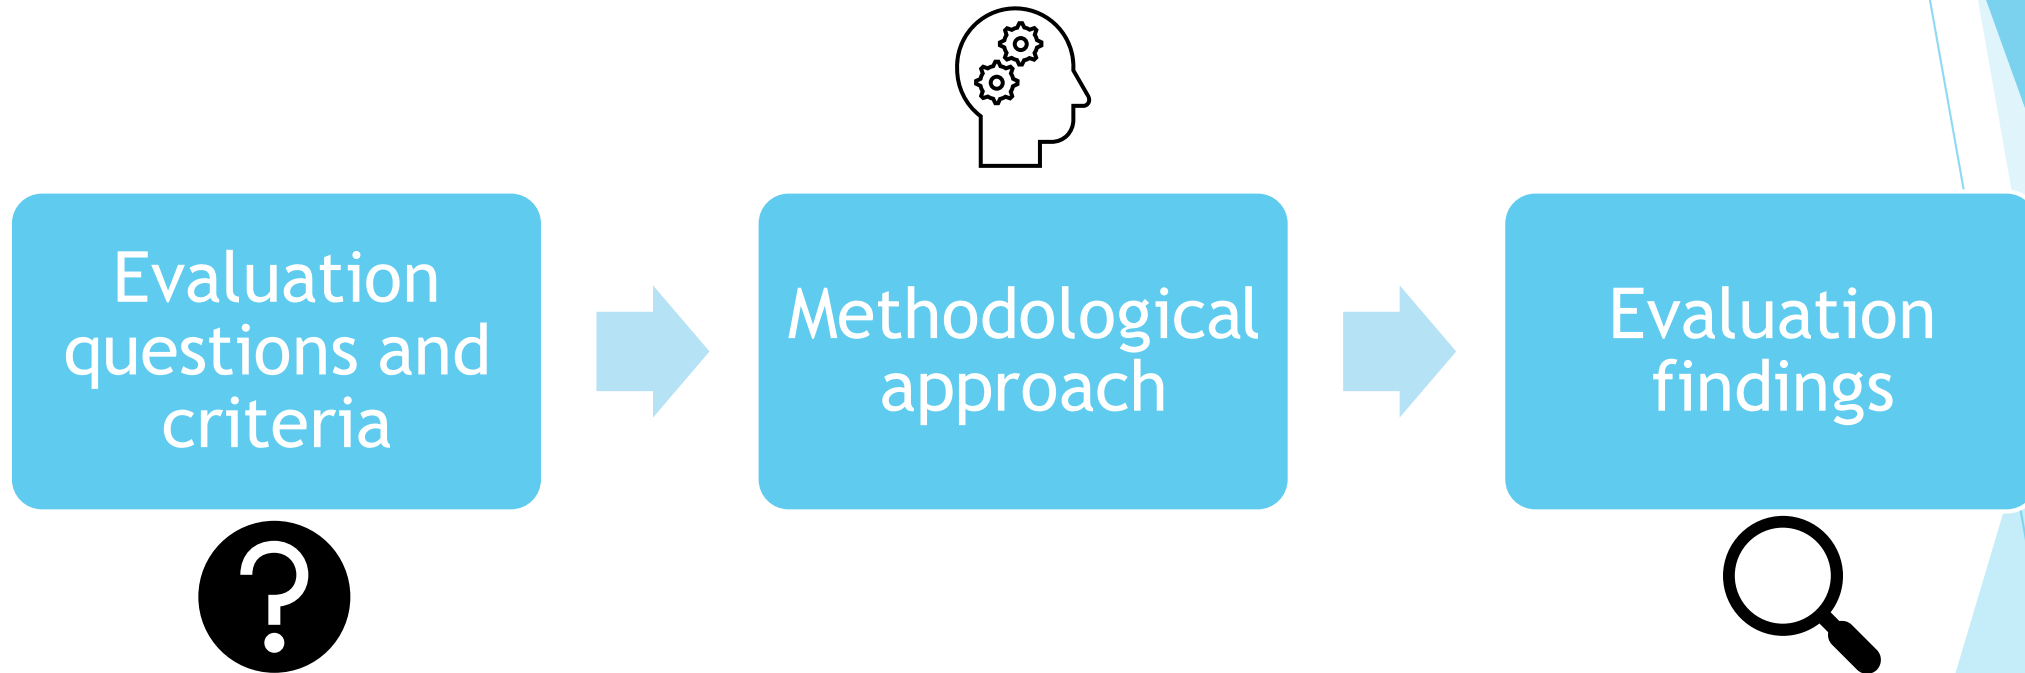 Evaluation
questions and
criteria
Methodological
approach
Evaluation
findings